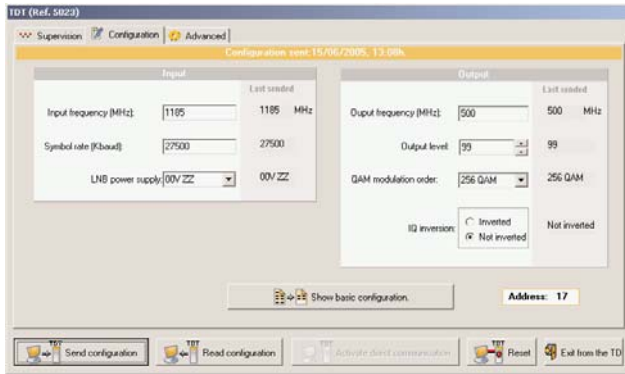 TDT (Ref. 5023)
Supervision Configuration Advanced
Configuration sent:15/06/2005, 13:08h.
Input
Last sended
Input frequency (MHz): 1185 1185 MHz
Symbol rate (Kbaud): 27500 27500
LNB power supply: 00V ZZ 00V ZZ
Output
Last sended
Ouput frequency (MHz): 500 500 MHz
Output level: 99 99
QAM modulation order: 256 QAM 256 QAM
IQ inversion: Inverted
Not inverted Not inverted
Show basic configuration.
Address: 17
TDT Send configuration
TDT Read configuration
TDT Activate direct communication
TDT Reset
Exit from the TD